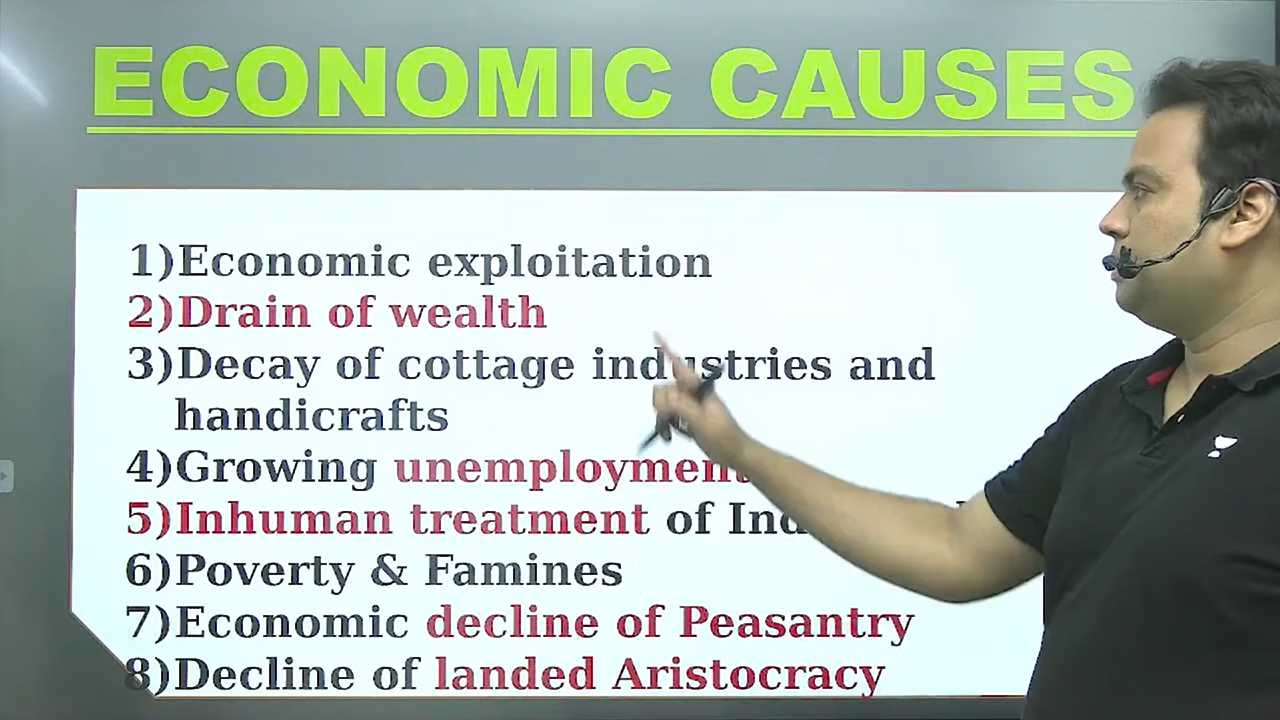 ECONOMIC CAUSES
1)Economic exploitation
2)Drain of wealth
3)Decay of cottage industries and
handicrafts
4)Growing unemployment
5)Inhuman treatment of
6)Poverty & Famines
7)Economic decline of Peasantry
8)Decline of landed Aristocracy